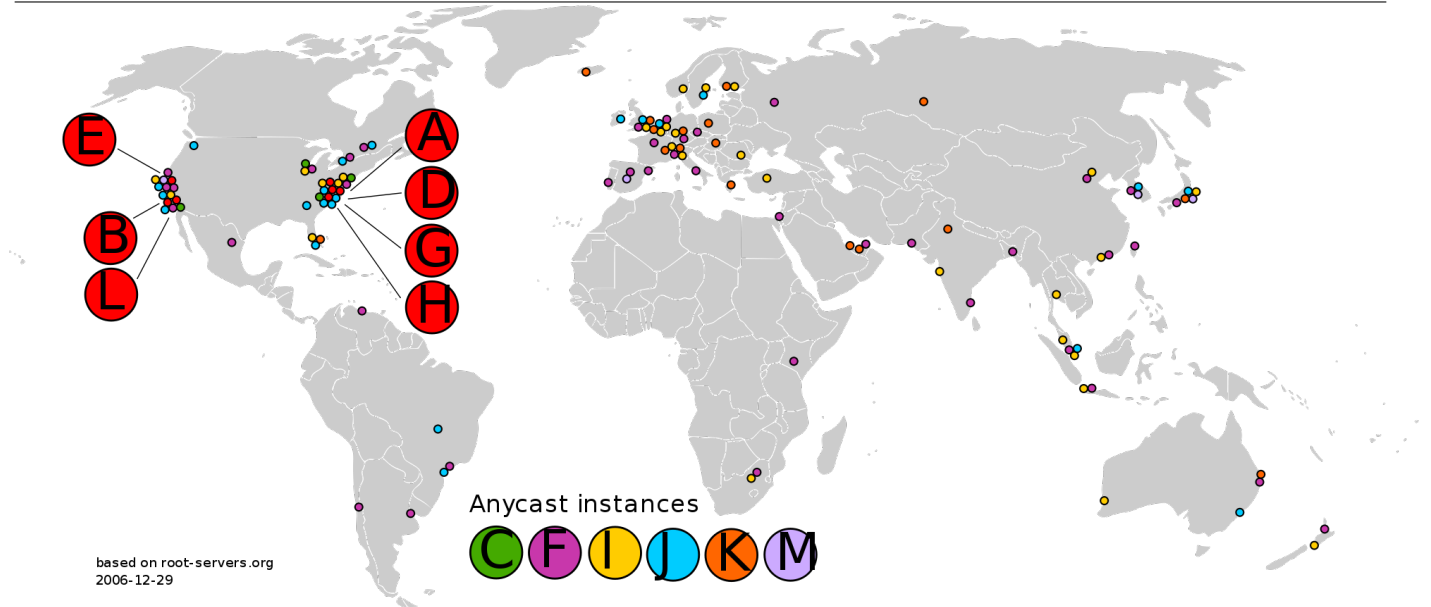 E
B
L
A
D
G
H
Anycast instances
C F I J K M
based on root-servers.org
2006-12-29